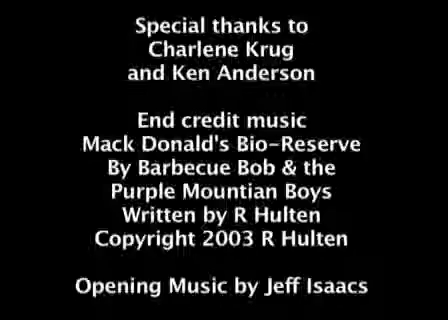 Special thanks to
Charlene Krug
and Ken Anderson
End credit music
Mack Donald's Bio-Reserve
By Barbecue Bob & the
Purple Mountian Boys
Written by R Hulten
Copyright 2003 R Hulten
Opening Music by Jeff Isaacs